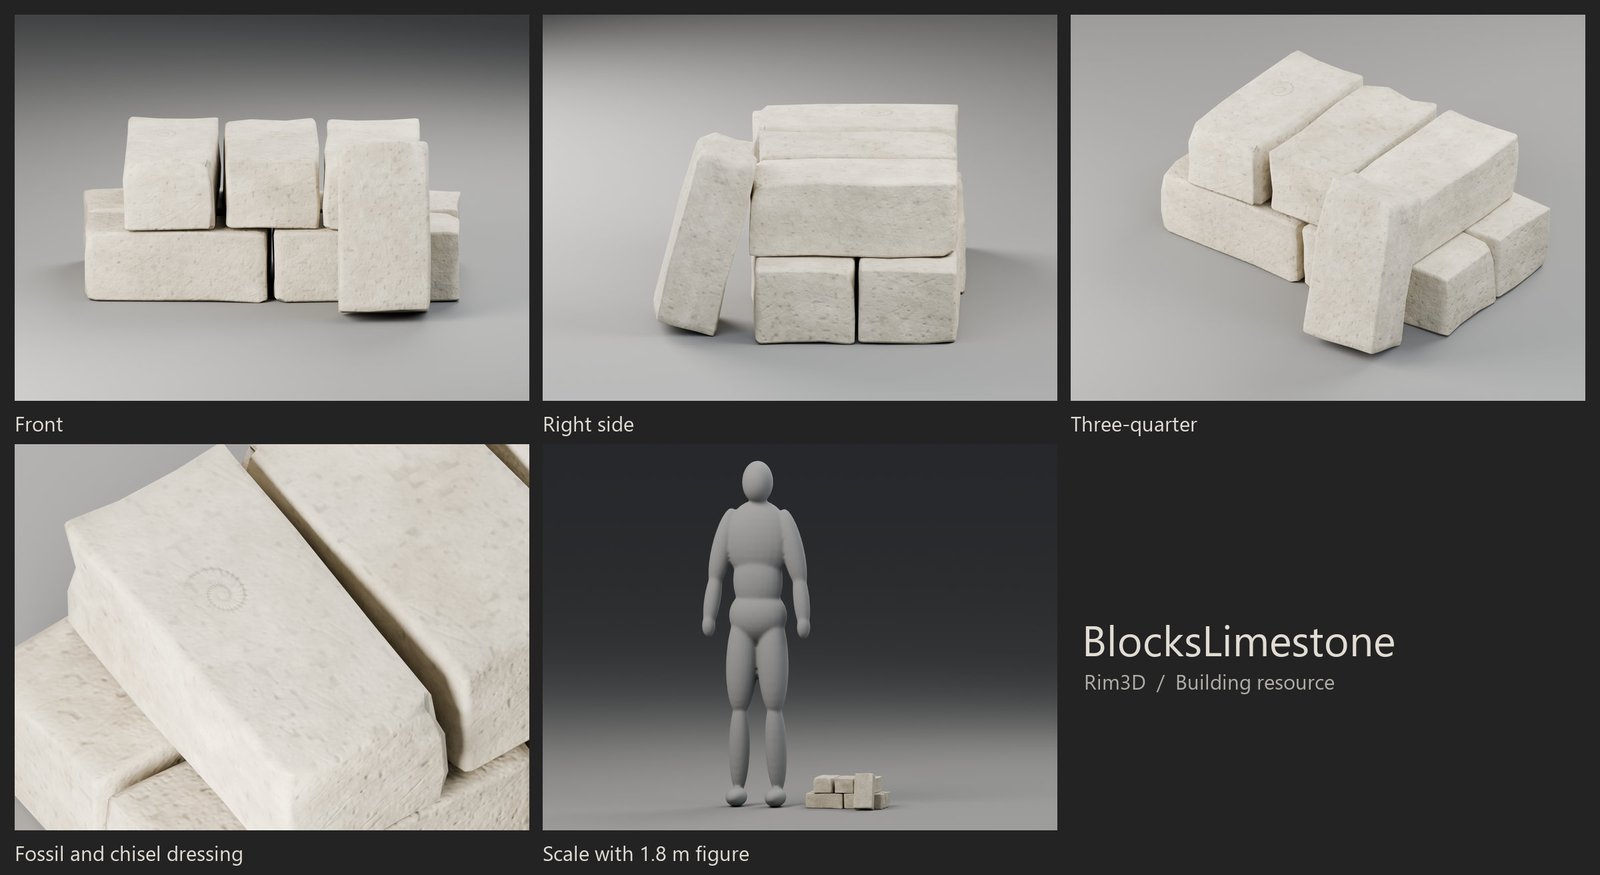 Front
Right side
Three-quarter
Fossil and chisel dressing
Scale with 1.8 m figure
BlocksLimestone
Rim3D / Building resource